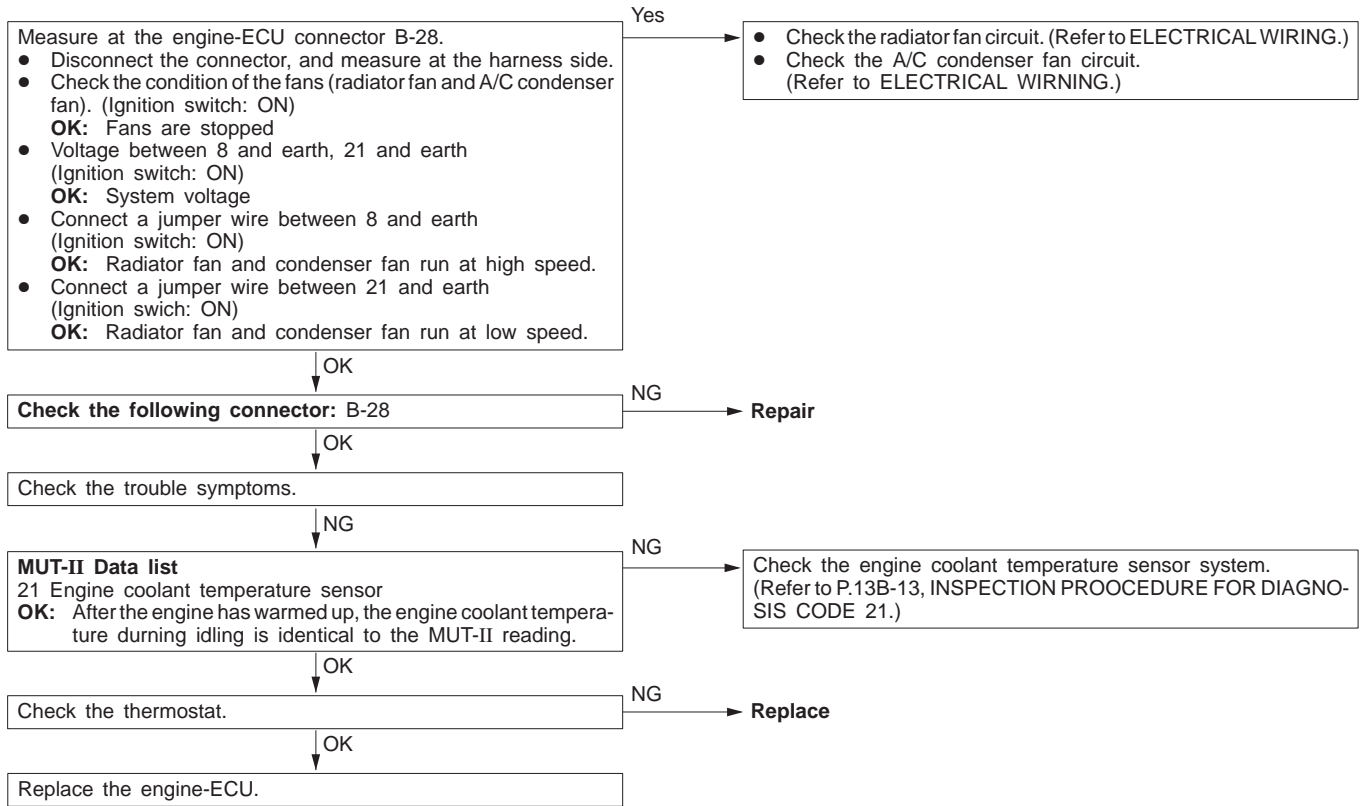 Yes
Measure at the engine-ECU connector B-28.
● Disconnect the connector, and measure at the harness side.
● Check the condition of the fans (radiator fan and A/C condenser
fan). (Ignition switch: ON)
OK: Fans are stopped
● Voltage between 8 and earth, 21 and earth
(Ignition switch: ON)
OK: System voltage
● Connect a jumper wire between 8 and earth
(Ignition switch: ON)
OK: Radiator fan and condenser fan run at high speed.
● Connect a jumper wire between 21 and earth
(Ignition swich: ON)
OK: Radiator fan and condenser fan run at low speed.
● Check the radiator fan circuit. (Refer to ELECTRICAL WIRING.)
● Check the A/C condenser fan circuit.
(Refer to ELECTRICAL WIRNING.)
OK
Check the following connector: B-28
NG
Repair
OK
Check the trouble symptoms.
NG
MUT-II Data list
21 Engine coolant temperature sensor
OK: After the engine has warmed up, the engine coolant tempera-
ture durning idling is identical to the MUT-II reading.
NG
Check the engine coolant temperature sensor system.
(Refer to P.13B-13, INSPECTION PROOCEDURE FOR DIAGNO-
SIS CODE 21.)
OK
Check the thermostat.
NG
Replace
OK
Replace the engine-ECU.